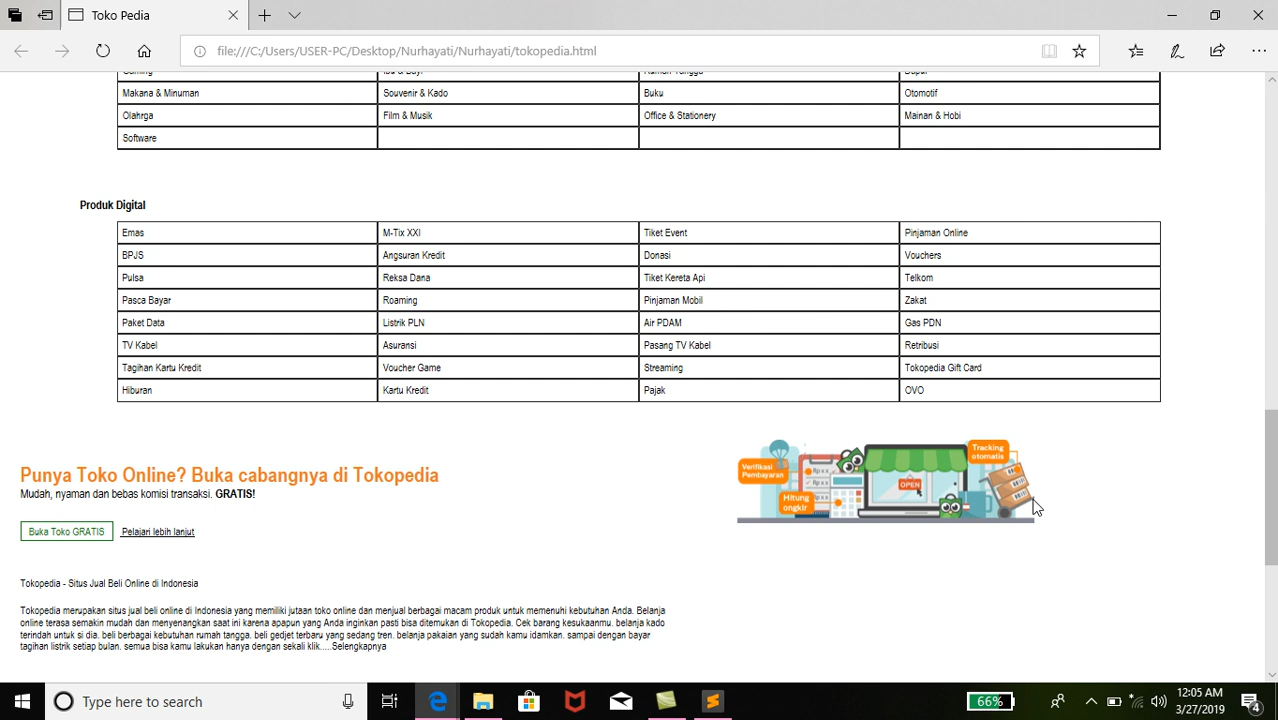 Toko Pedia
file:///C:/Users/USER-PC/Desktop/Nurhayati/Nurhayati/tokopedia.html
Makana & Minuman Souvenir & Kado Buku Otomotif
Olahrga Film & Musik Office & Stationery Mainan & Hobi
Software
Produk Digital
Emas M-Tix XXI Tiket Event Pinjaman Online
BPJS Angsuran Kredit Donasi Vouchers
Pulsa Reksa Dana Tiket Kereta Api Telkom
Pasca Bayar Roaming Pinjaman Mobil Zakat
Paket Data Listrik PLN Air PDAM Gas PDN
TV Kabel Asuransi Pasang TV Kabel Retribusi
Tagihan Kartu Kredit Voucher Game Streaming Tokopedia Gift Card
Hiburan Kartu Kredit Pajak OVO
Punya Toko Online? Buka cabangnya di Tokopedia
Mudah, nyaman dan bebas komisi transaksi. GRATIS!
Buka Toko GRATIS Pelajari lebih lanjut
Verifikasi
Pembayaran
Hitung
ongkir
Rp x x
OPEN
Tracking
otomatis
Tokopedia - Situs Jual Beli Online di Indonesia
Tokopedia merupakan situs jual beli online di Indonesia yang memiliki jutaan toko online dan menjual berbagai macam produk untuk memenuhi kebutuhan Anda. Belanja
online terasa semakin mudah dan menyenangkan saat ini karena apapun yang Anda inginkan pasti bisa ditemukan di Tokopedia. Cek barang kesukaanmu. belanja kado
terindah untuk si dia. beli berbagai kebutuhan rumah tangga. beli gedjet terbaru yang sedang tren. belanja pakaian yang sudah kamu idamkan. sampai dengan bayar
tagihan listrik setiap bulan. semua bisa kamu lakukan hanya dengan sekali klik....Selengkapnya
Type here to search
66%
12:05 AM
3/27/2019
4